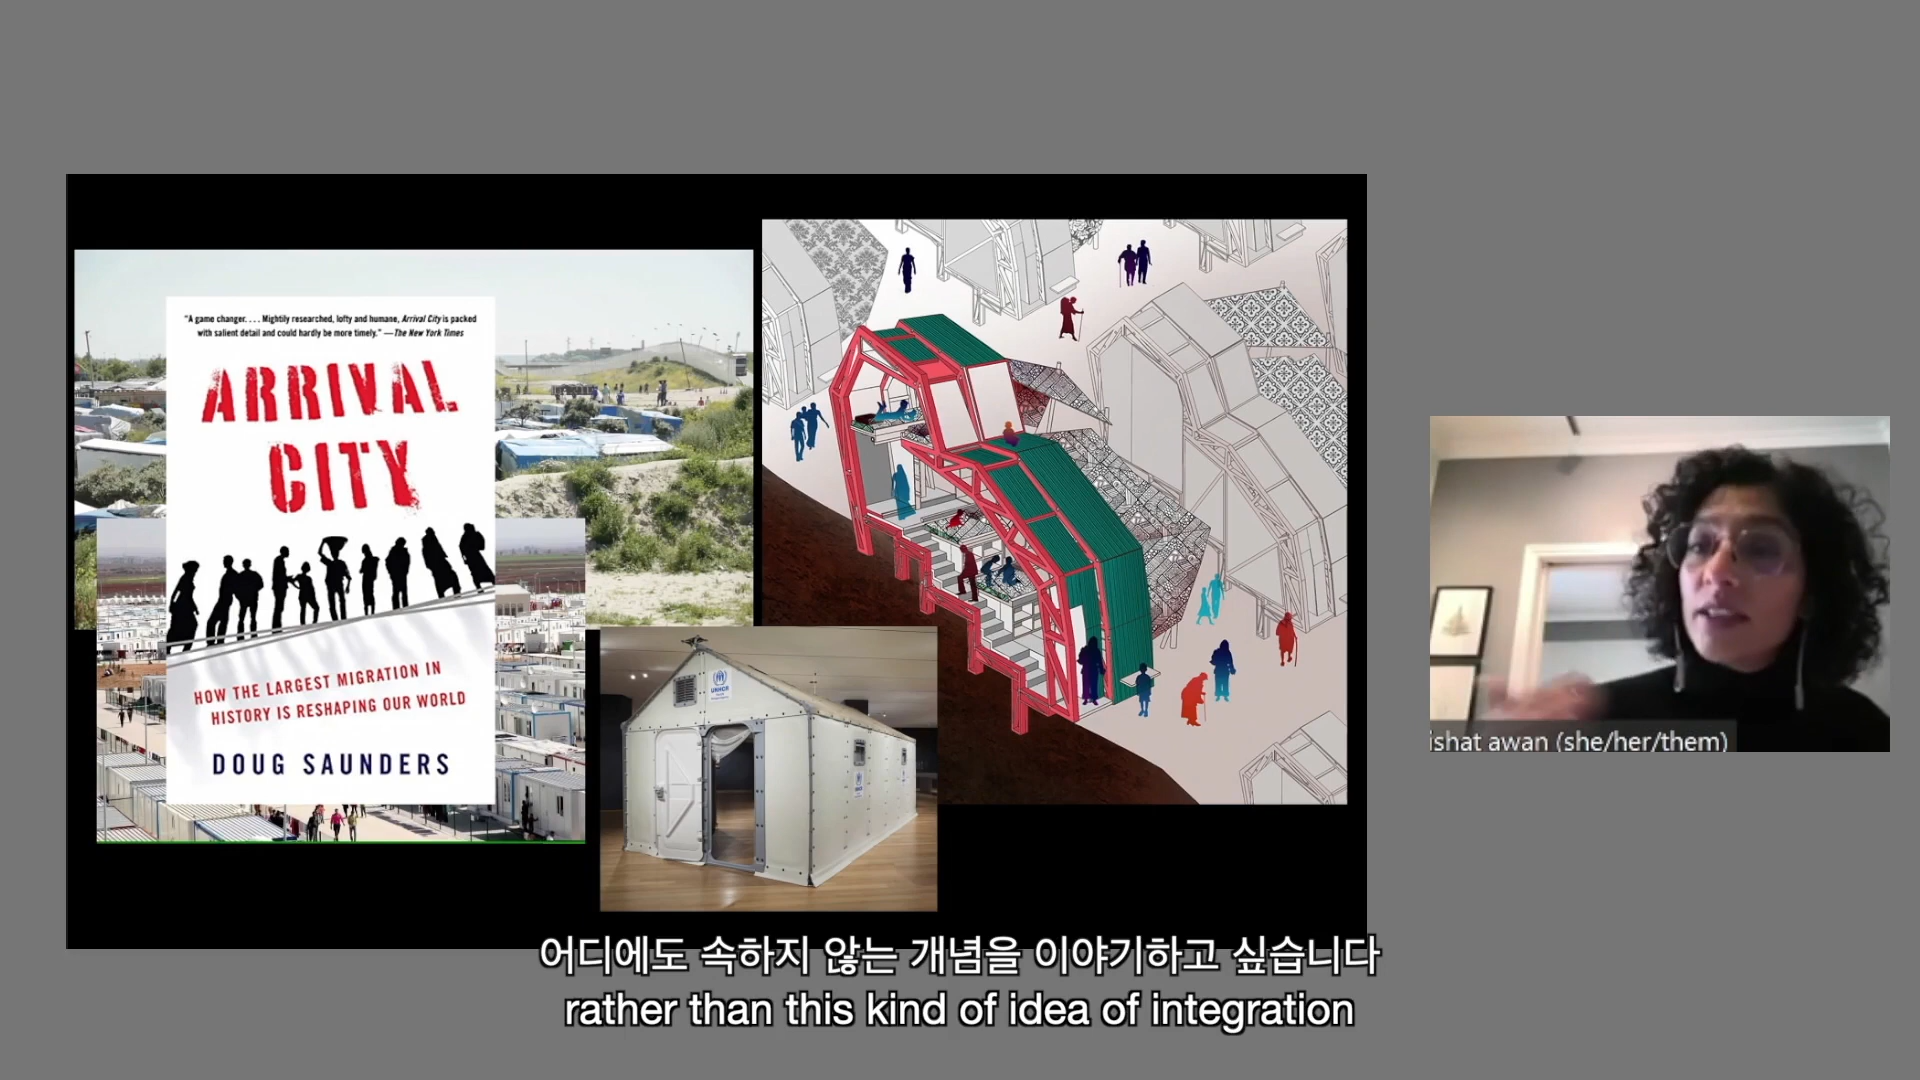 "A game changer. . . . Mightily researched, lofty and humane, Arrival City is packed
with salient detail and could hardly be more timely." —The New York Times
ARRIVAL
CITY
HOW THE LARGEST MIGRATION IN
HISTORY IS RESHAPING OUR WORLD
DOUG SAUNDERS
UNHCR
ishat awan (she/her/them)
어디에도 속하지 않는 개념을 이야기하고 싶습니다
rather than this kind of idea of integration